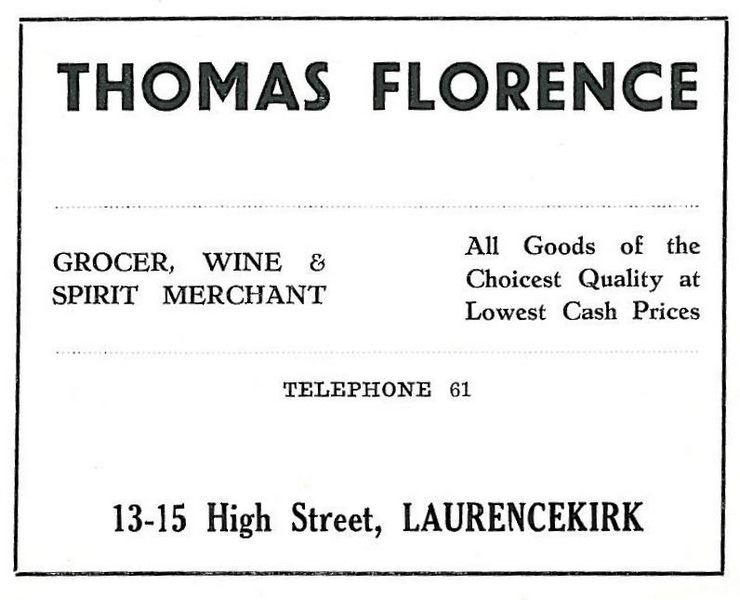 THOMAS FLORENCE
GROCER, WINE &
SPIRIT MERCHANT
All Goods of the
Choicest Quality at
Lowest Cash Prices
TELEPHONE 61
13-15 High Street, LAURENCEKIRK